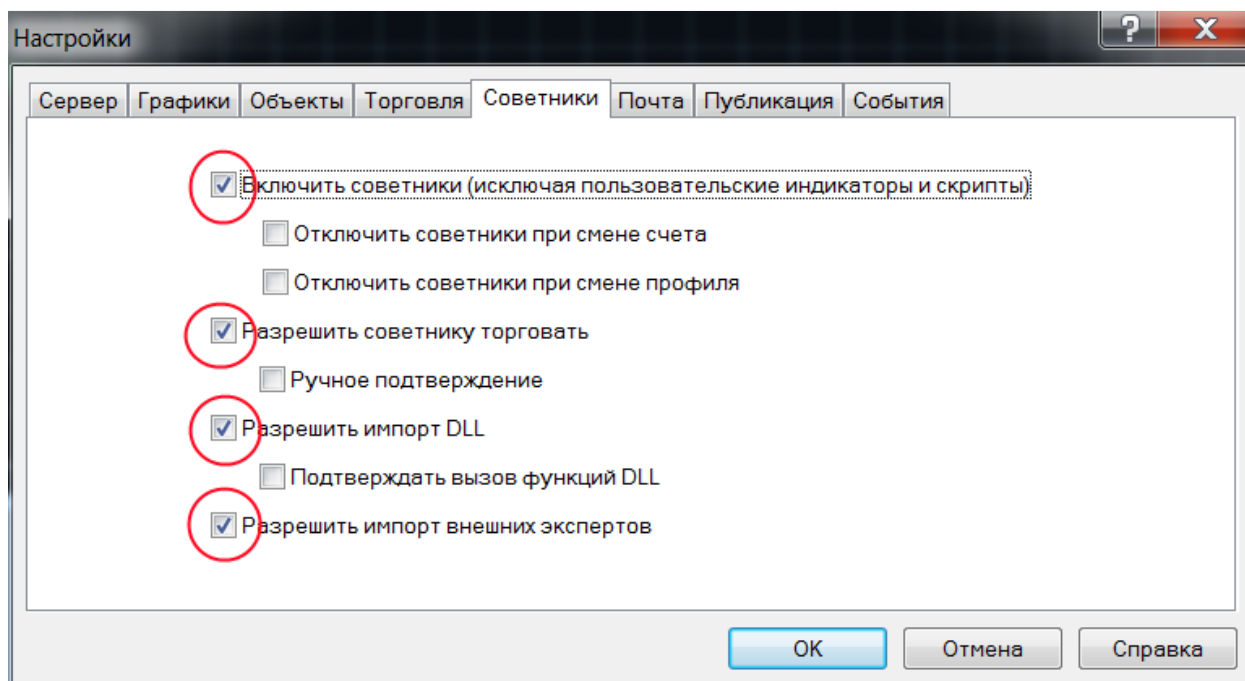 Настройки
?
X
Сервер Графики Объекты Торговля Советники Почта Публикация События
Включить советники (исключая пользовательские индикаторы и скрипты)
Отключить советники при смене счета
Отключить советники при смене профиля
Разрешить советнику торговать
Ручное подтверждение
Разрешить импорт DLL
Подтверждать вызов функций DLL
Разрешить импорт внешних экспертов
OK Отмена Справка